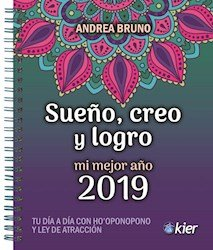 ANDREA BRUNO
Sueño, creo
y logro
mi mejor año
2019
TU DÍA A DÍA CON HO'OPONOPONO
Y LEY DE ATRACCIÓN
kier